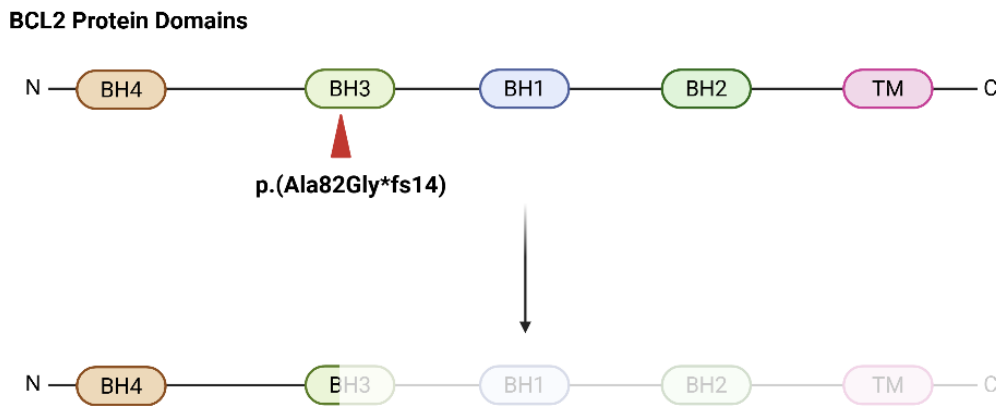 BCL2 Protein Domains
N BH4 BH3 BH1 BH2 TM C
p.(Ala82Gly*fs14)
N BH4 BH3 BH1 BH2 TM C